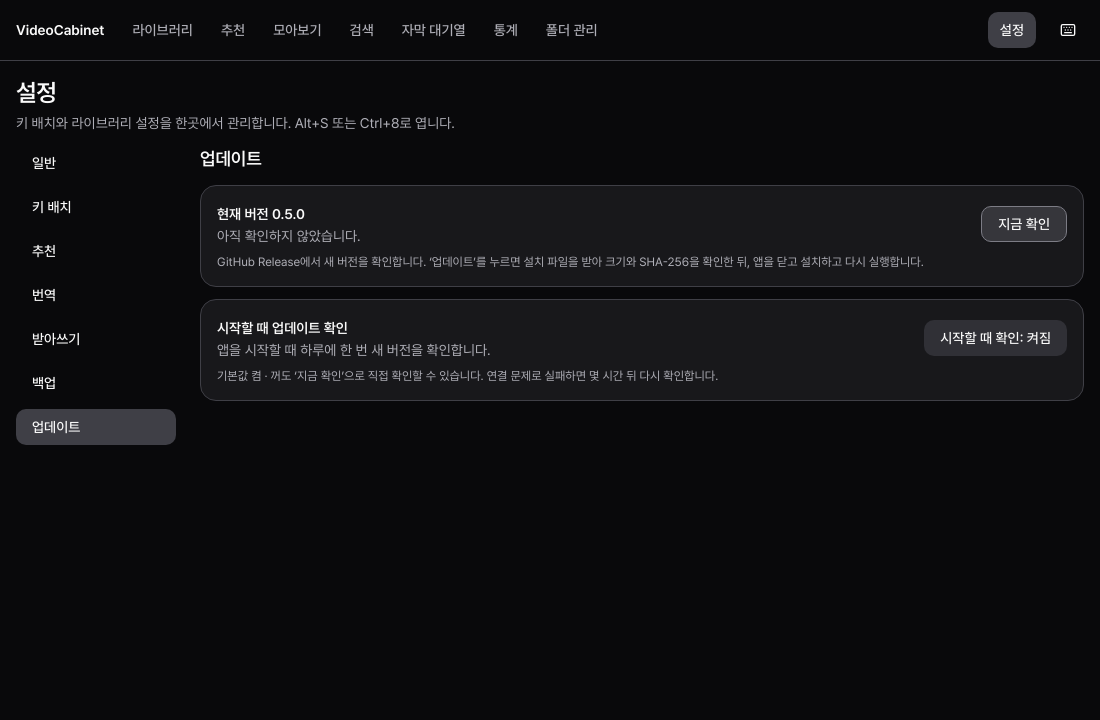 VideoCabinet 라이브러리 추천 모아보기 검색 자막 대기열 통계 폴더 관리 설정
설정
키 배치와 라이브러리 설정을 한곳에서 관리합니다. Alt+S 또는 Ctrl+8로 엽니다.
일반
키 배치
추천
번역
받아쓰기
백업
업데이트
업데이트
현재 버전 0.5.0
아직 확인하지 않았습니다.
GitHub Release에서 새 버전을 확인합니다. ‘업데이트’를 누르면 설치 파일을 받아 크기와 SHA-256을 확인한 뒤, 앱을 닫고 설치하고 다시 실행합니다.
지금 확인
시작할 때 업데이트 확인
앱을 시작할 때 하루에 한 번 새 버전을 확인합니다.
기본값 켬 · 꺼도 ‘지금 확인’으로 직접 확인할 수 있습니다. 연결 문제로 실패하면 몇 시간 뒤 다시 확인합니다.
시작할 때 확인: 켜짐